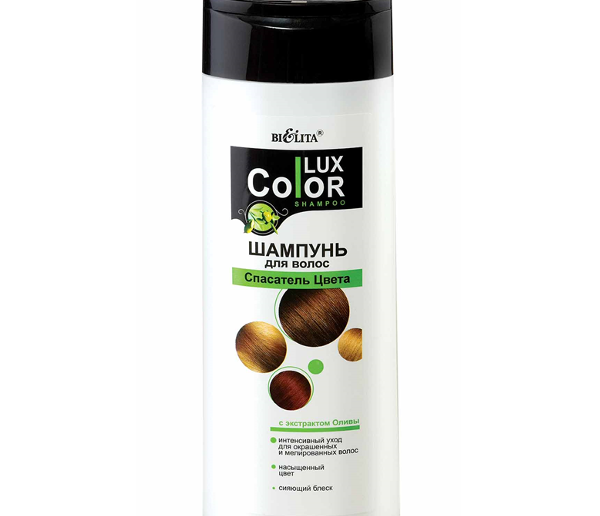 BIELITA®
LUX
COLOR
SHAMPOO
ШАМПУНЬ
для волос
Спасатель Цвета
с экстрактом Оливы
интенсивный уход
для окрашенных
и мелированных волос
насыщенный
цвет
сияющий блеск